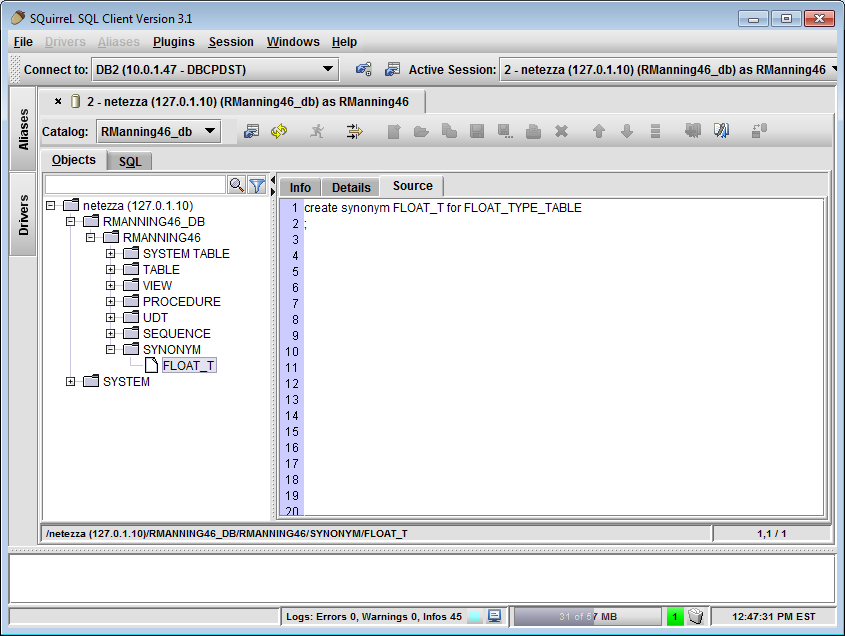 SQuirreL SQL Client Version 3.1
File Drivers Aliases Plugins Session Windows Help
Connect to: DB2 (10.0.1.47 - DBCPDST) Active Session: 2 - netezza (127.0.1.10) (RManning46_db) as RManning46
Aliases
Drivers
2 - netezza (127.0.1.10) (RManning46_db) as RManning46
Catalog: RManning46_db
Objects SQL
Info Details Source
netezza (127.0.1.10)
RMANNING46_DB
RMANNING46
SYSTEM TABLE
TABLE
VIEW
PROCEDURE
UDT
SEQUENCE
SYNONYM
FLOAT_T
SYSTEM
1 create synonym FLOAT_T for FLOAT_TYPE_TABLE
2 ;
3
4
5
6
7
8
9
10
11
12
13
14
15
16
17
18
19
20
/netezza (127.0.1.10)/RMANNING46_DB/RMANNING46/SYNONYM/FLOAT_T 1,1 / 1
Logs: Errors 0, Warnings 0, Infos 45 31 of 57 MB 1 12:47:31 PM EST